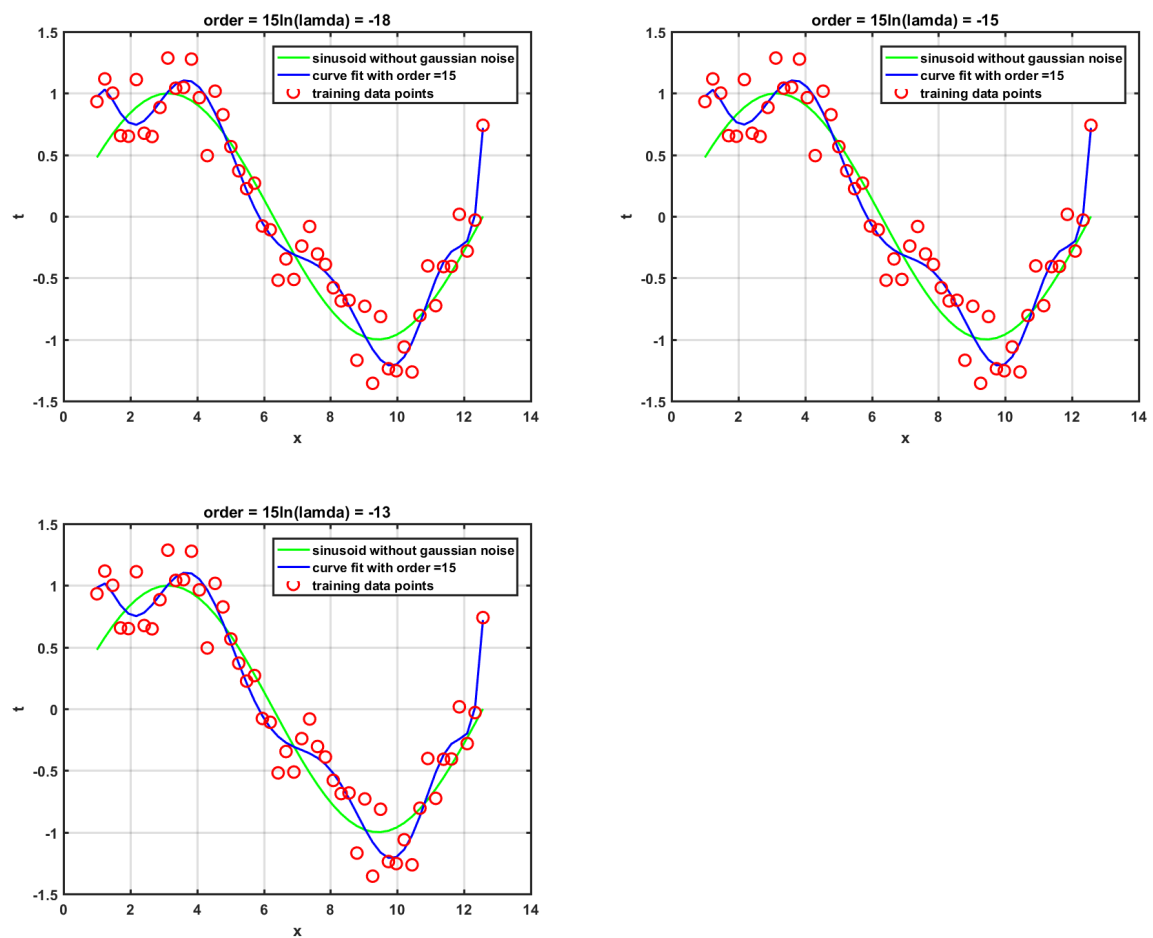 order = 15ln(lamda) = -18
sinusoid without gaussian noise
curve fit with order =15
training data points
1.5
1
0.5
0
-0.5
-1
-1.5
t
0 2 4 6 8 10 12 14
x
order = 15ln(lamda) = -15
sinusoid without gaussian noise
curve fit with order =15
training data points
1.5
1
0.5
0
-0.5
-1
-1.5
t
0 2 4 6 8 10 12 14
x
order = 15ln(lamda) = -13
sinusoid without gaussian noise
curve fit with order =15
training data points
1.5
1
0.5
0
-0.5
-1
-1.5
t
0 2 4 6 8 10 12 14
x